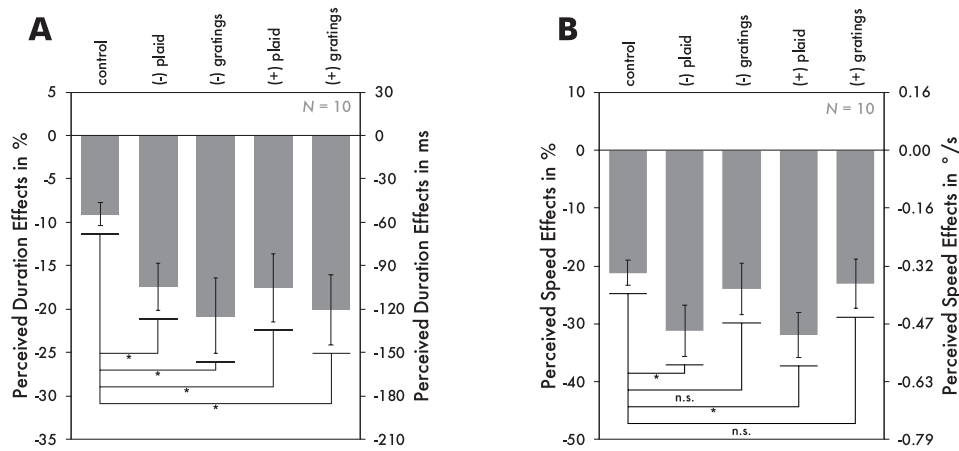 A
control
(-) plaid
(-) gratings
(+) plaid
(+) gratings
Perceived Duration Effects in %
5
0
-5
-10
-15
-20
-25
-30
-35
N = 10
*
*
*
*
30
0
-30
-60
-90
-120
-150
-180
-210
Perceived Duration Effects in ms
B
control
(-) plaid
(-) gratings
(+) plaid
(+) gratings
Perceived Speed Effects in %
10
0
-10
-20
-30
-40
-50
N = 10
*
n.s.
*
n.s.
0.16
0.00
-0.16
-0.32
-0.47
-0.63
-0.79
Perceived Speed Effects in °/s